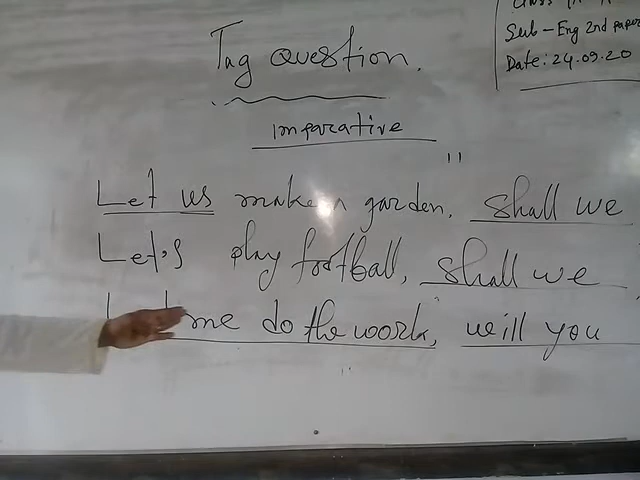 Sub - Eng 2nd paper
Date: 24.09.20
Tag Question.
imparative
Let us make a garden, shall we
Let's play football, shall we
me do the work, will you